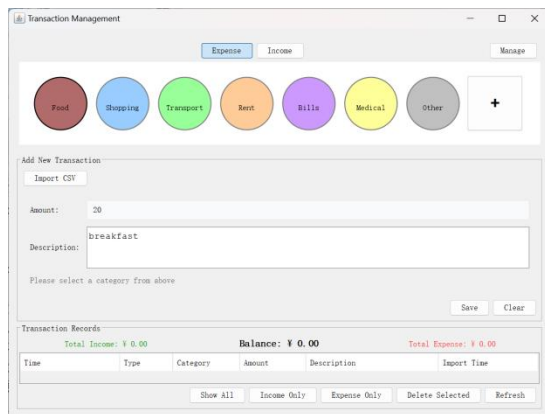 Transaction Management
Expense Income Manage
Food Shopping Transport Rent Bills Medical Other +
Add New Transaction
Import CSV
Amount: 20
Description: breakfast
Please select a category from above
Save Clear
Transaction Records
Total Income: ¥ 0.00 Balance: ¥ 0.00 Total Expense: ¥ 0.00
Time Type Category Amount Description Import Time
Show All Income Only Expense Only Delete Selected Refresh